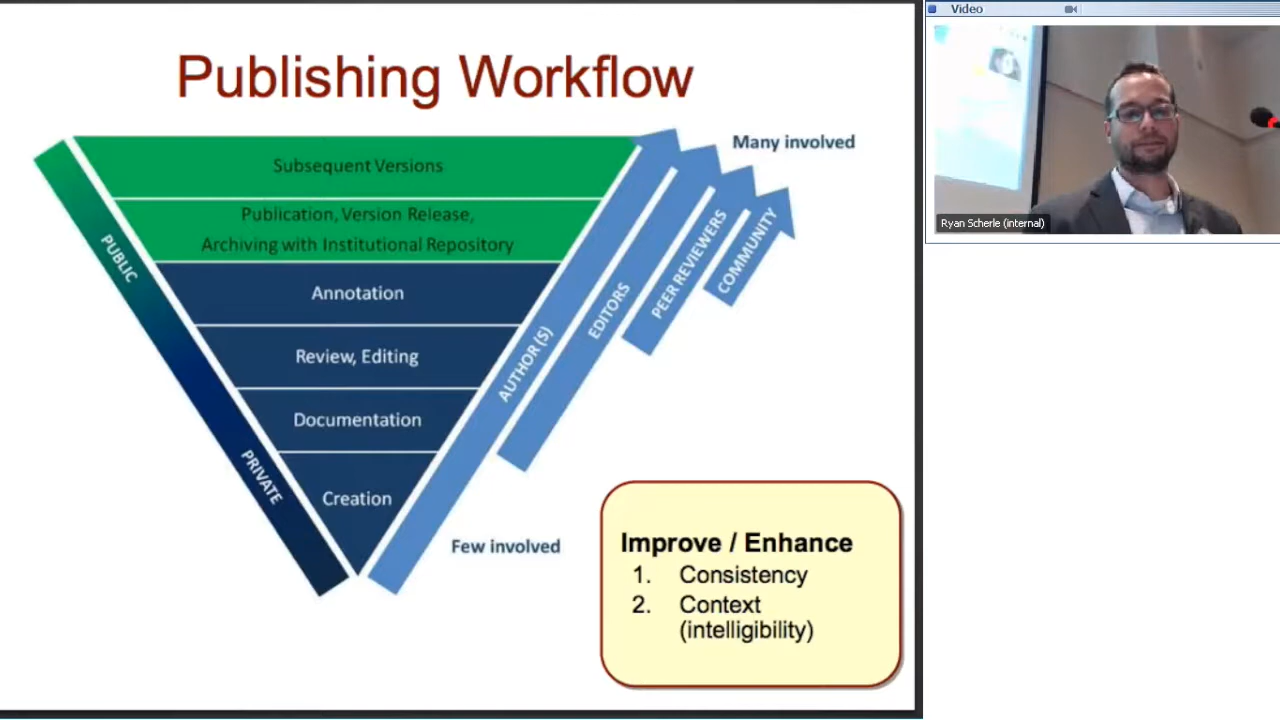 Publishing Workflow
Many involved
Subsequent Versions
Publication, Version Release,
Archiving with Institutional Repository
Annotation
Review, Editing
Documentation
Creation
PUBLIC
PRIVATE
AUTHOR(S)
EDITORS
PEER REVIEWERS
COMMUNITY
Few involved
Improve / Enhance
1. Consistency
2. Context
(intelligibility)
Video
Ryan Scherle (internal)